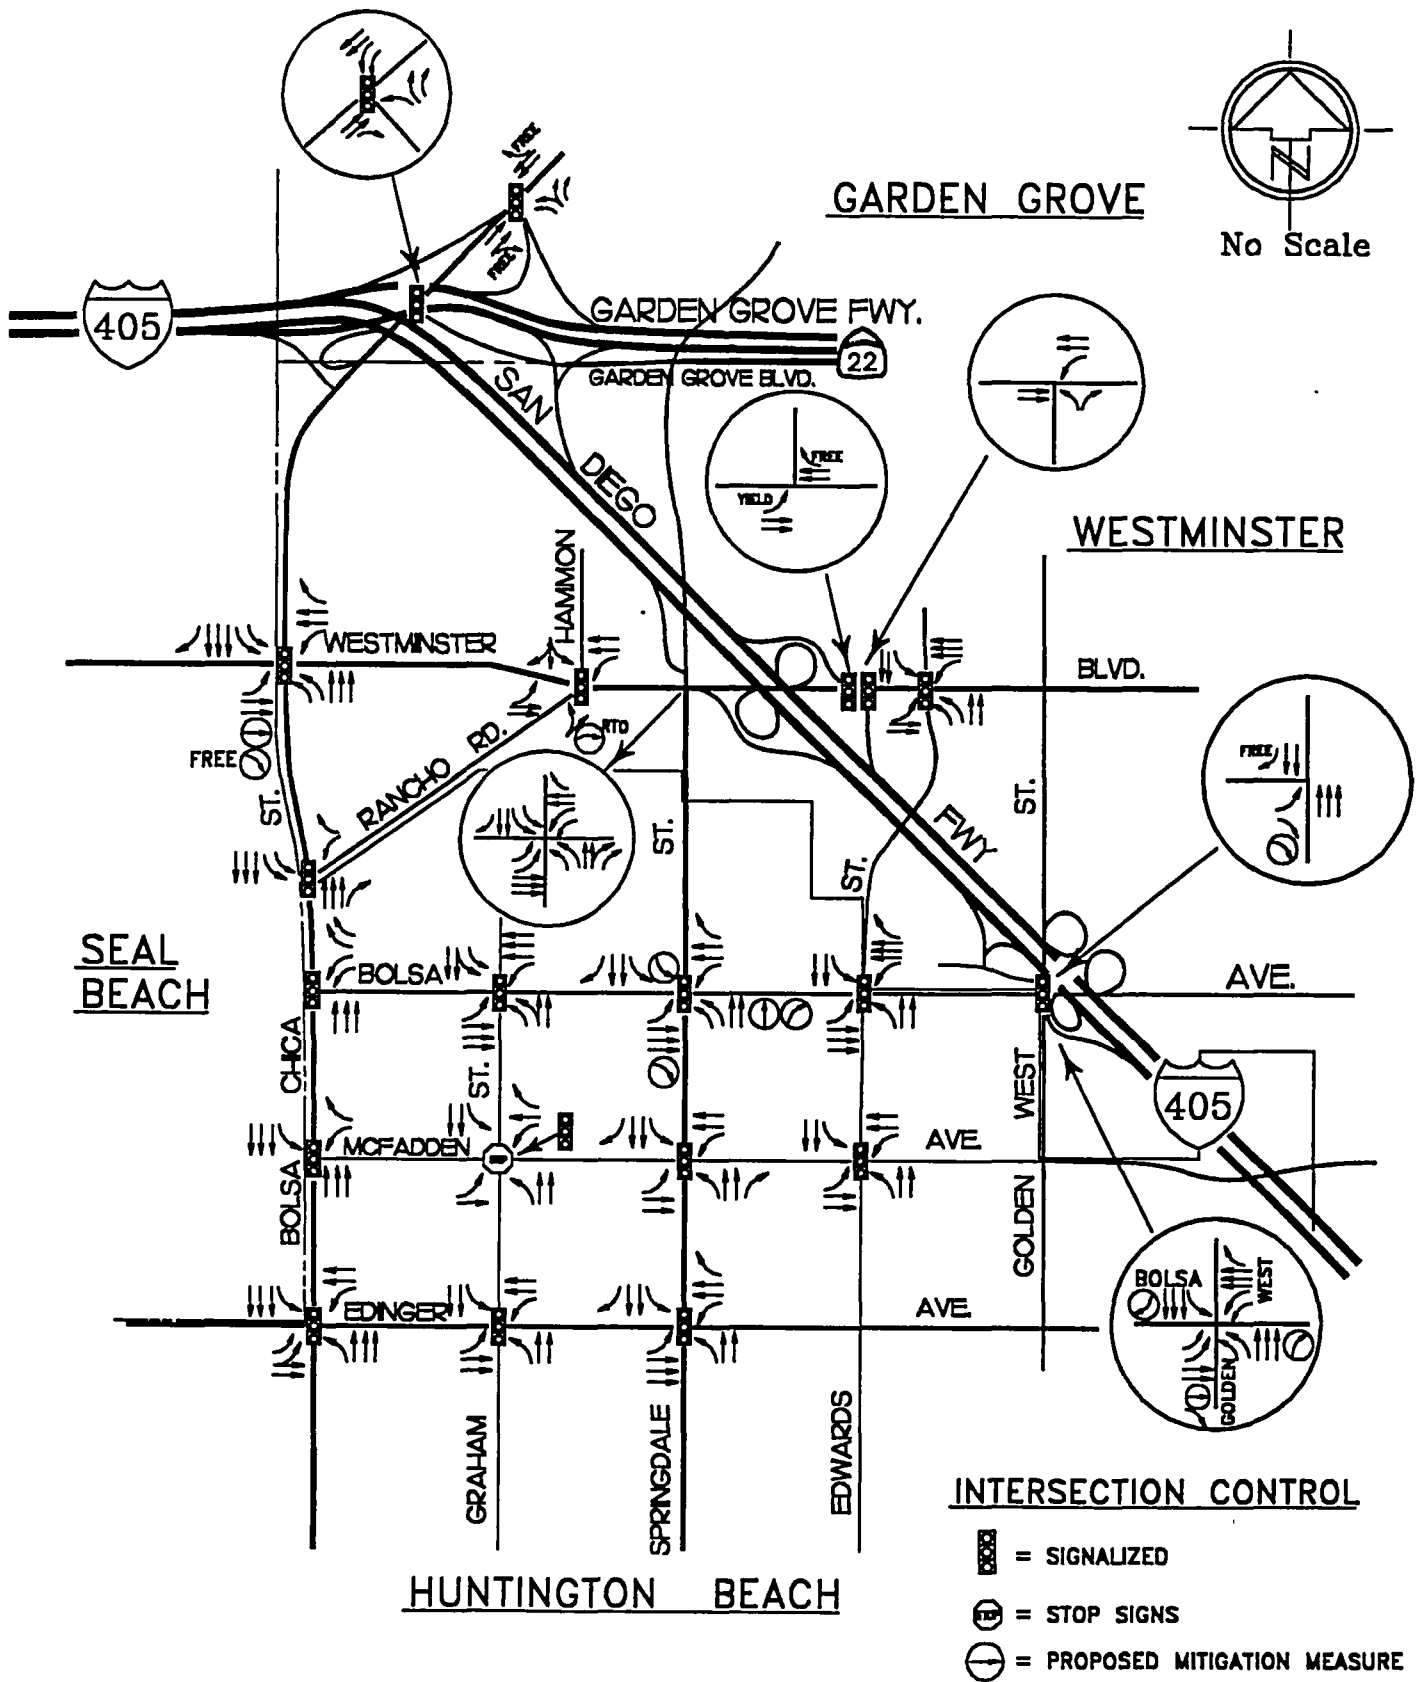 FREE
GARDEN GROVE
N
No Scale
FREE
405
GARDEN GROVE FWY.
22
GARDEN GROVE BLVD.
SAN
DIEGO
FWY
FREE
YIELD
WESTMINSTER
HAMMON
WESTMINSTER
BLVD.
FREE
ST.
RANCHO RD.
RTO
ST.
ST.
ST.
FREE
SEAL
BEACH
BOLSA
AVE.
CHICA
ST.
WEST
405
MCFADDEN
STOP
AVE.
BOLSA
GOLDEN
BOLSA
WEST
GOLDEN
EDINGER
AVE.
GRAHAM
SPRINGDALE
EDWARDS
HUNTINGTON BEACH
INTERSECTION CONTROL
= SIGNALIZED
STOP = STOP SIGNS
= PROPOSED MITIGATION MEASURE